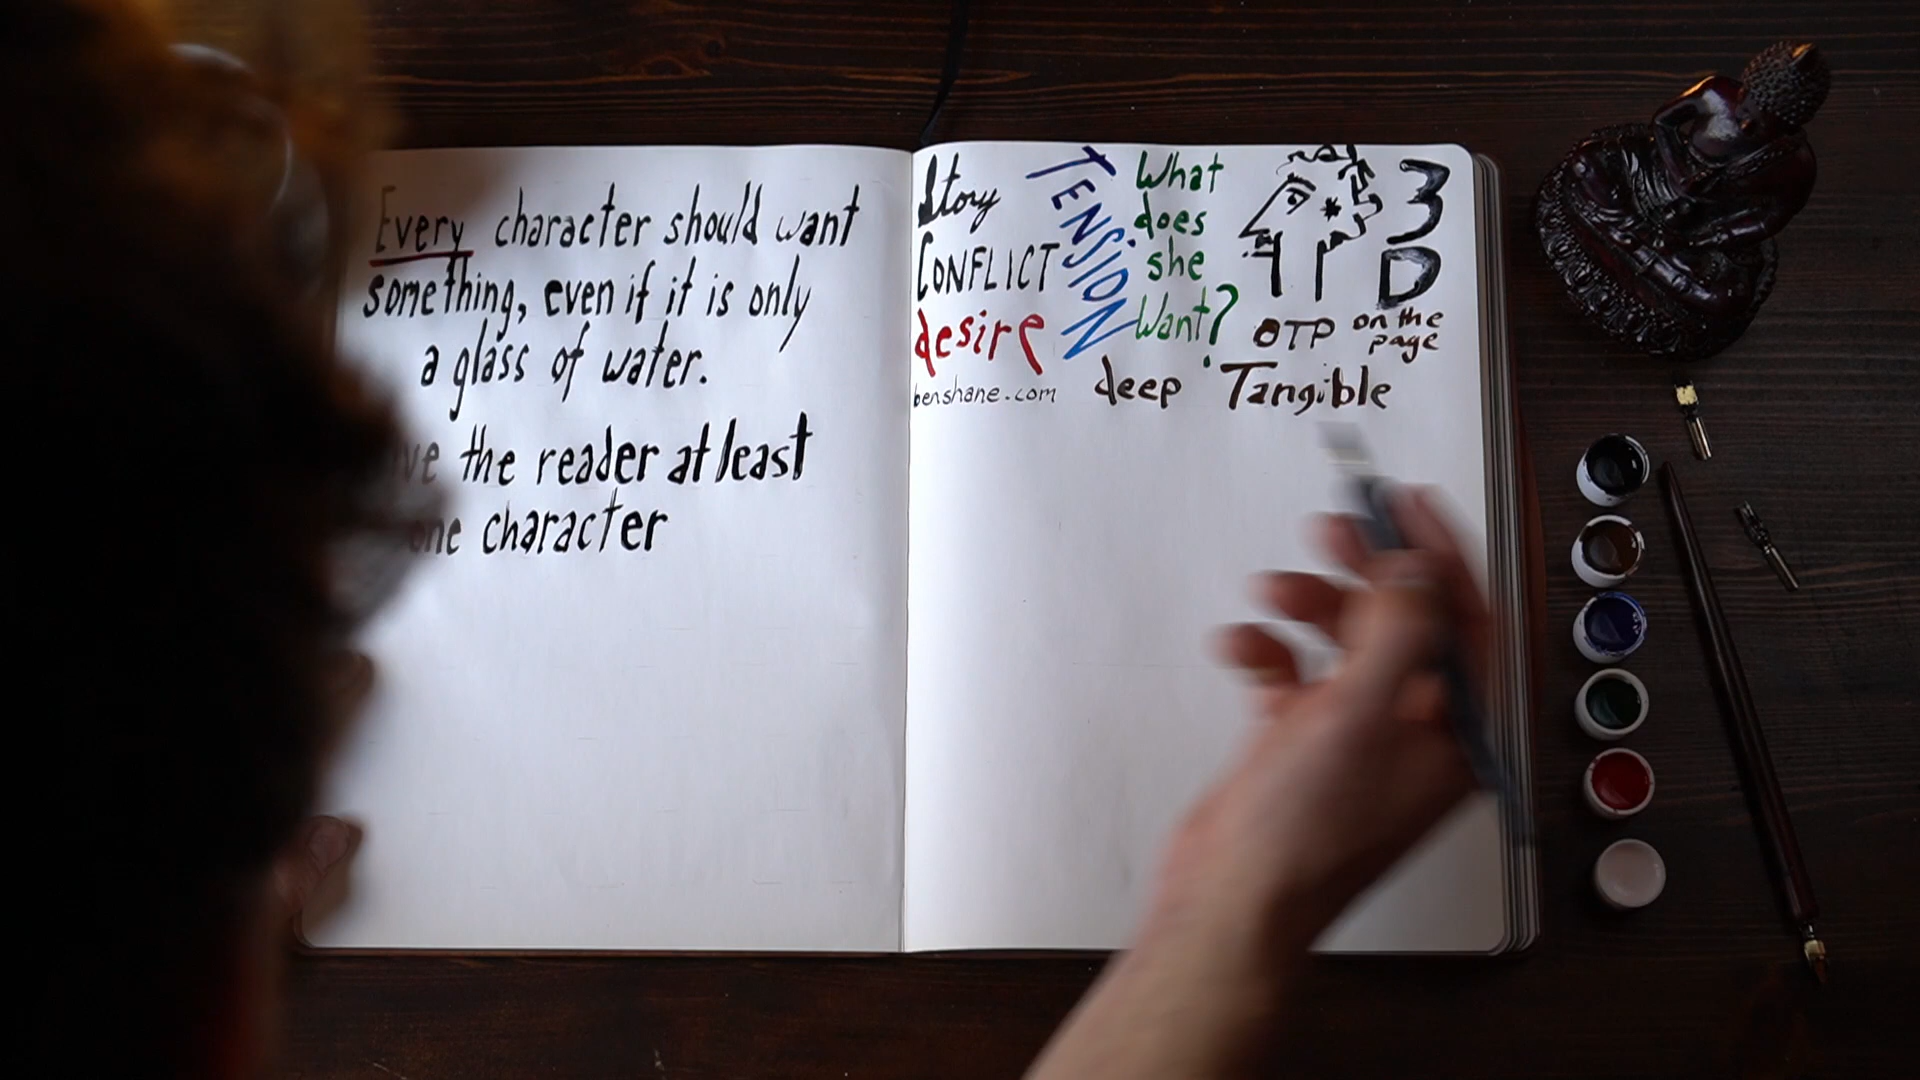 Every character should want
something, even if it is only
a glass of water.
the reader at least
one character
Story
CONFLICT
desire
benshane.com
TENSION
What
does
she
Want?
deep
3
D
OTP
on the
page
Tangible